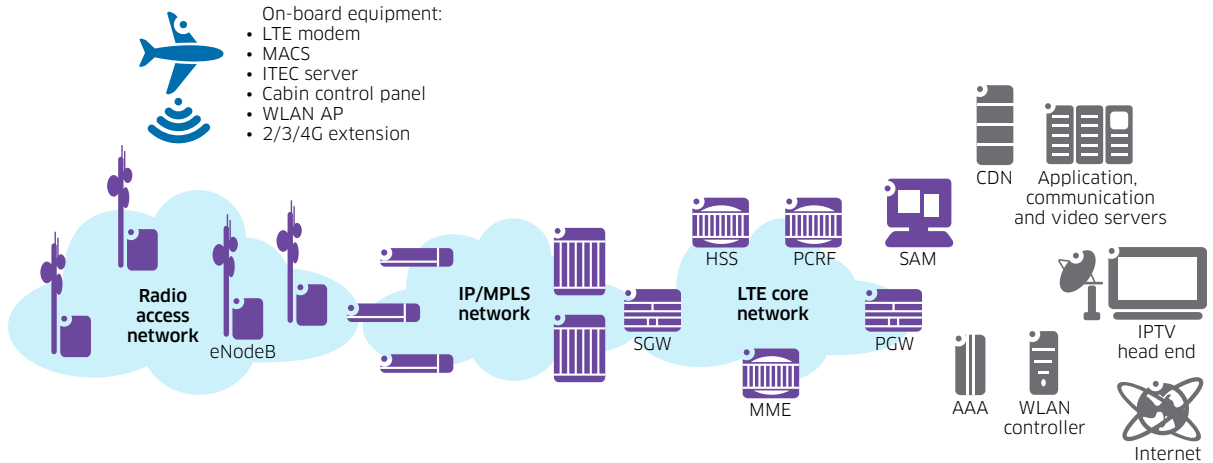 On-board equipment:
• LTE modem
• MACS
• ITEC server
• Cabin control panel
• WLAN AP
• 2/3/4G extension
Radio
access
network
eNodeB
IP/MPLS
network
HSS
PCRF
SAM
LTE core
network
SGW
PGW
MME
CDN
Application,
communication
and video servers
IPTV
head end
AAA
WLAN
controller
Internet